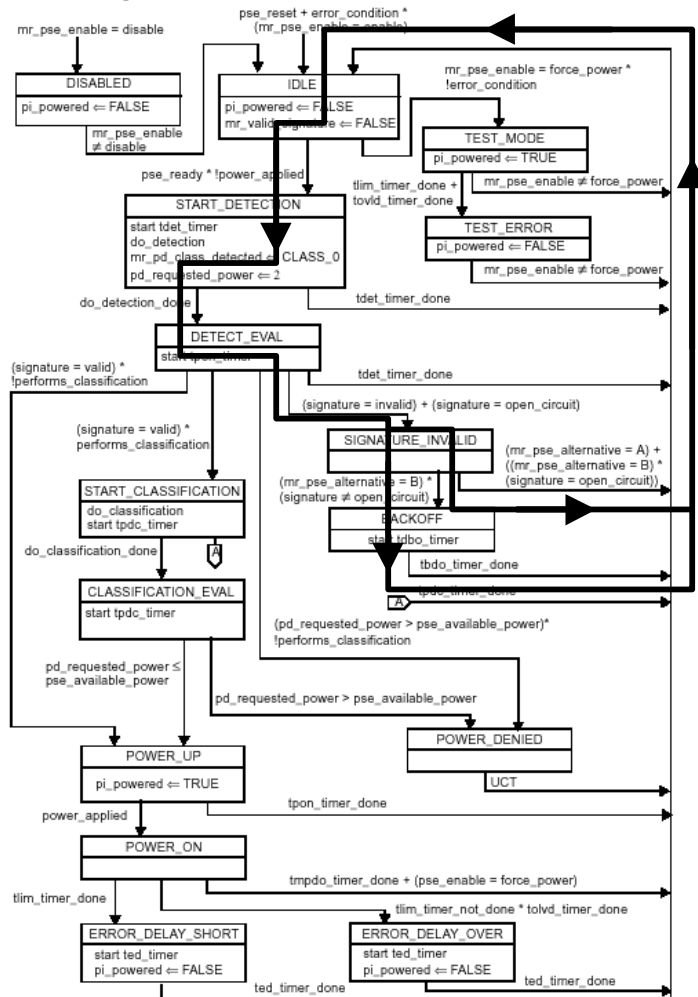 pse_reset + error_condition *
(mr_pse_enable = enable)
mr_pse_enable = disable
DISABLED
pi_powered ⇐ FALSE
mr_pse_enable
≠ disable
IDLE
pi_powered ⇐ FALSE
mr_valid_signature ⇐ FALSE
mr_pse_enable = force_power *
!error_condition
TEST_MODE
pi_powered ⇐ TRUE
mr_pse_enable ≠ force_power
tlim_timer_done +
tovld_timer_done
TEST_ERROR
pi_powered ⇐ FALSE
mr_pse_enable ≠ force_power
pse_ready * !power_applied
START_DETECTION
start tdet_timer
do_detection
mr_pd_class_detected ⇐ CLASS_0
pd_requested_power ⇐ 2
do_detection_done
tdet_timer_done
DETECT_EVAL
start tpon_timer
tdet_timer_done
(signature = valid) *
!performs_classification
(signature = invalid) + (signature = open_circuit)
(signature = valid) *
performs_classification
SIGNATURE_INVALID
(mr_pse_alternative = A) +
((mr_pse_alternative = B) *
(signature = open_circuit))
(mr_pse_alternative = B) *
(signature ≠ open_circuit)
START_CLASSIFICATION
do_classification
start tpdc_timer
BACKOFF
start tdbo_timer
do_classification_done
A
tbdo_timer_done
CLASSIFICATION_EVAL
start tpdc_timer
A
tpdc_timer_done
(pd_requested_power > pse_available_power)*
!performs_classification
pd_requested_power ≤
pse_available_power
pd_requested_power > pse_available_power
POWER_DENIED
UCT
POWER_UP
pi_powered ⇐ TRUE
power_applied
tpon_timer_done
POWER_ON
tmpdo_timer_done + (pse_enable = force_power)
tlim_timer_done
tlim_timer_not_done * tolvd_timer_done
ERROR_DELAY_SHORT
start ted_timer
pi_powered ⇐ FALSE
ted_timer_done
ERROR_DELAY_OVER
start ted_timer
pi_powered ⇐ FALSE
ted_timer_done